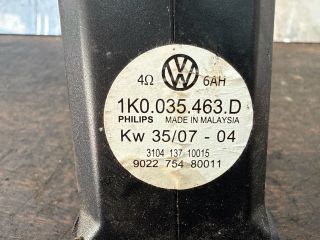 4Ω 6AH
1K0.035.463.D
PHILIPS MADE IN MALAYSIA
Kw 35/07 - 04
3104 137 10015
9022 754 80011